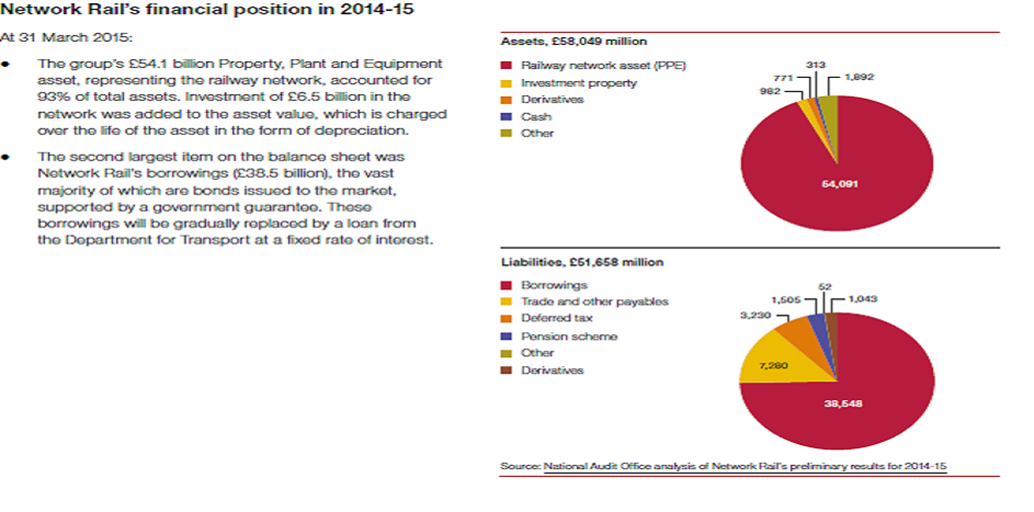 Network Rail's financial position in 2014-15
At 31 March 2015:
• The group's £54.1 billion Property, Plant and Equipment
asset, representing the railway network, accounted for
93% of total assets. Investment of £6.5 billion in the
network was added to the asset value, which is charged
over the life of the asset in the form of depreciation.
• The second largest item on the balance sheet was
Network Rail's borrowings (£38.5 billion), the vast
majority of which are bonds issued to the market,
supported by a government guarantee. These
borrowings will be gradually replaced by a loan from
the Department for Transport at a fixed rate of interest.
Assets, £58,049 million
Railway network asset (PPE)
Investment property
Derivatives
Cash
Other
313
771
1,892
982
54,091
Liabilities, £51,658 million
Borrowings
Trade and other payables
Deferred tax
Pension scheme
Other
Derivatives
52
1,505
1,043
3,230
7,280
38,548
Source: National Audit Office analysis of Network Rail's preliminary results for 2014-15